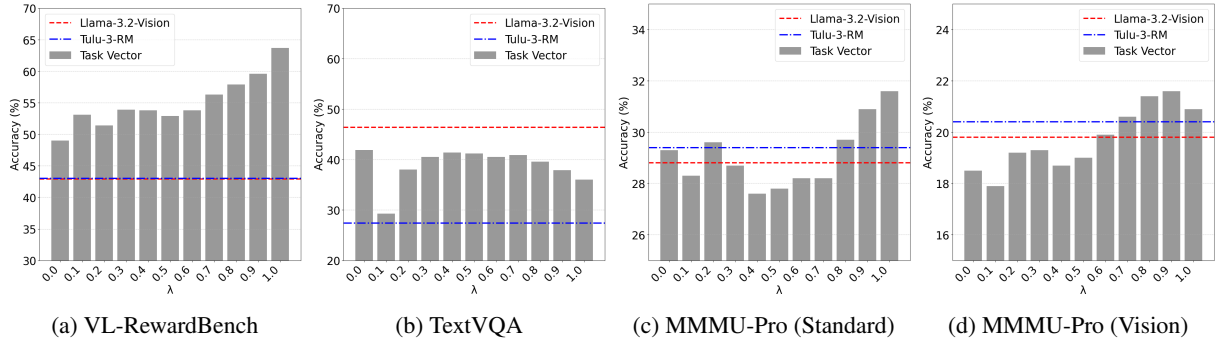 Llama-3.2-Vision
Tulu-3-RM
Task Vector
Accuracy (%)
70
65
60
55
50
45
40
35
30
0.0 0.1 0.2 0.3 0.4 0.5 0.6 0.7 0.8 0.9 1.0
λ
(a) VL-RewardBench
Llama-3.2-Vision
Tulu-3-RM
Task Vector
Accuracy (%)
70
60
50
40
30
20
0.0 0.1 0.2 0.3 0.4 0.5 0.6 0.7 0.8 0.9 1.0
λ
(b) TextVQA
Llama-3.2-Vision
Tulu-3-RM
Task Vector
Accuracy (%)
34
32
30
28
26
0.0 0.1 0.2 0.3 0.4 0.5 0.6 0.7 0.8 0.9 1.0
λ
(c) MMMU-Pro (Standard)
Llama-3.2-Vision
Tulu-3-RM
Task Vector
Accuracy (%)
24
22
20
18
16
0.0 0.1 0.2 0.3 0.4 0.5 0.6 0.7 0.8 0.9 1.0
λ
(d) MMMU-Pro (Vision)